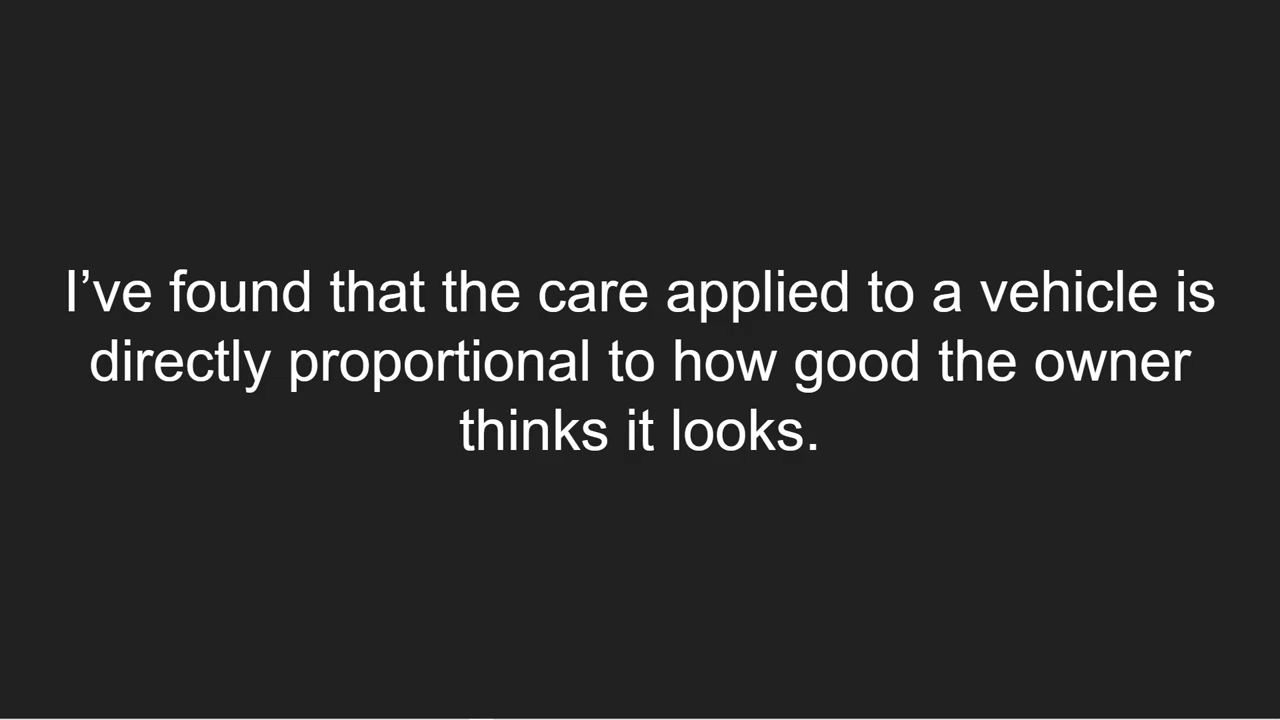 I’ve found that the care applied to a vehicle is
directly proportional to how good the owner
thinks it looks.